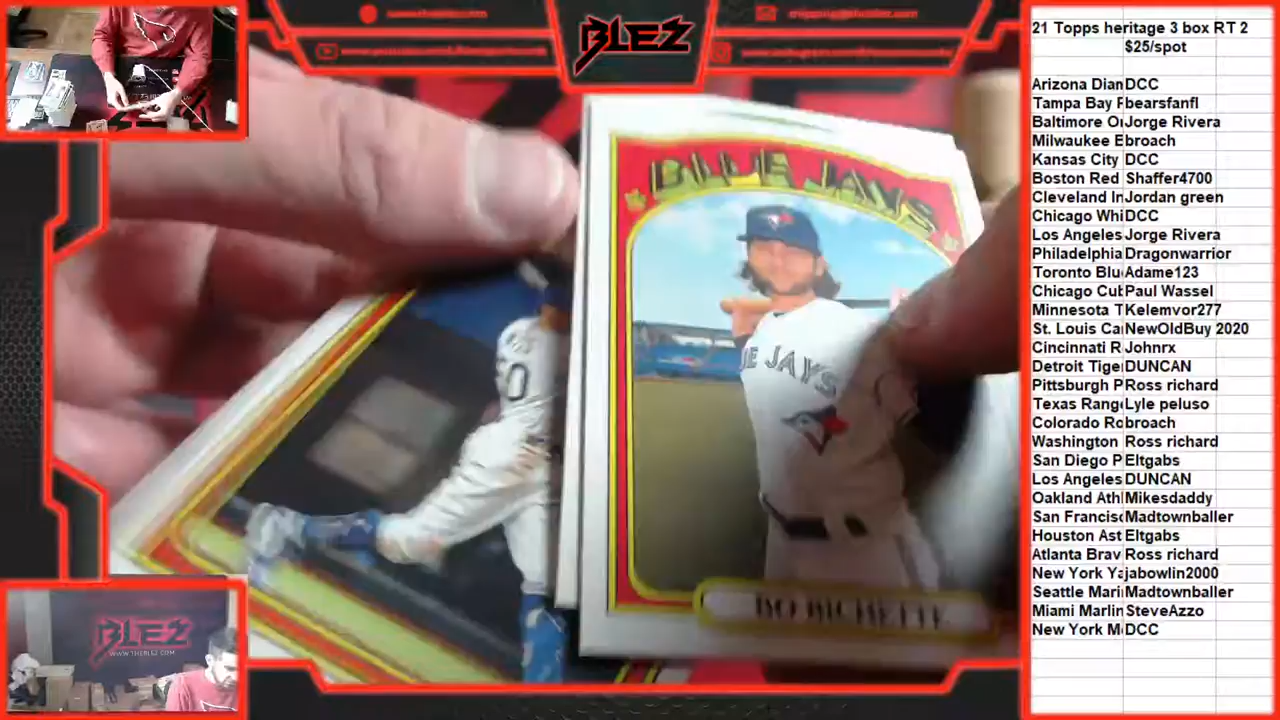 BLEZ
21 Topps heritage 3 box RT 2
$25/spot
Arizona Dian DCC
Tampa Bay F bearsfanfl
Baltimore O Jorge Rivera
Milwaukee E broach
Kansas City DCC
Boston Red Shaffer4700
Cleveland In Jordan green
Chicago Whi DCC
Los Angeles Jorge Rivera
Philadelphia Dragonwarrior
Toronto Blu Adame123
Chicago Cub Paul Wassel
Minnesota T Kelemvor277
St. Louis Ca NewOldBuy 2020
Cincinnati R Johnrx
Detroit Tige DUNCAN
Pittsburgh P Ross richard
Texas Rang Lyle peluso
Colorado Ro broach
Washington Ross richard
San Diego P Eltgabs
Los Angeles DUNCAN
Oakland Ath Mikesdaddy
San Francisc Madtownballer
Houston Ast Eltgabs
Atlanta Brav Ross richard
New York Ya jabowlin2000
Seattle Mari Madtownballer
Miami Marlin SteveAzzo
New York M DCC
BLUE JAYS
E JAYS
50
BO BICHETTE
BLEZ
WWW.THEBLEZ.COM